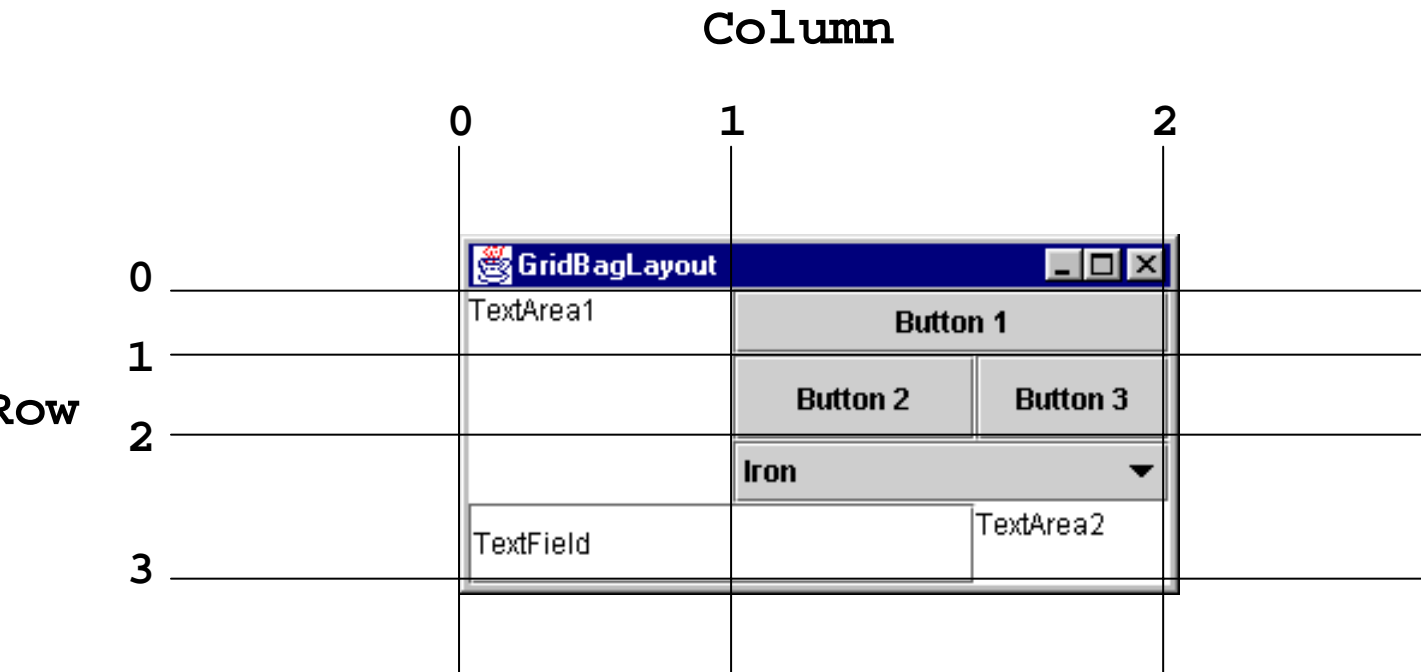 Column
0 1 2
0
GridBagLayout
TextArea1
Button 1
1
Button 2 Button 3
Row
2
Iron
TextField
TextArea2
3